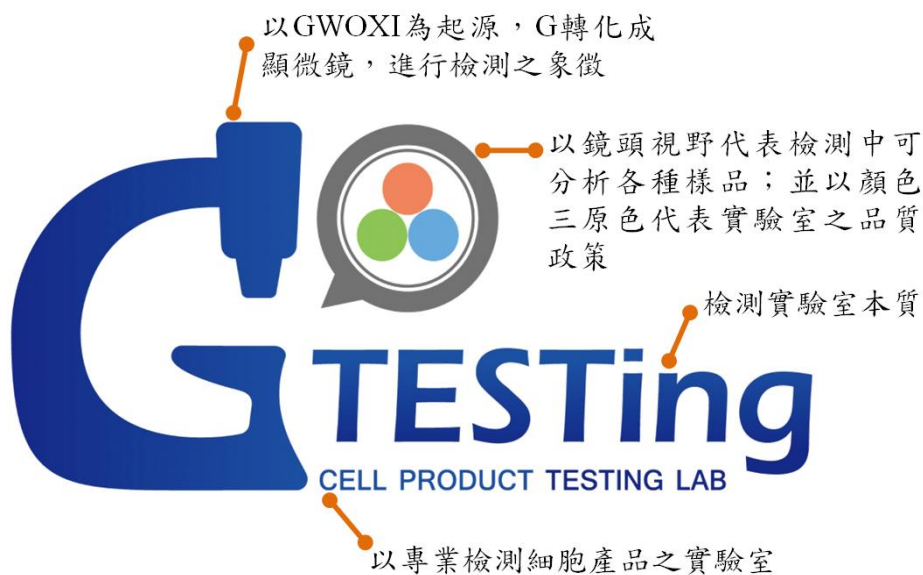 以GWOXI為起源，G轉化成
顯微鏡，進行檢測之象徵
以鏡頭視野代表檢測中可
分析各種樣品；並以顏色
三原色代表實驗室之品質
政策
檢測實驗室本質
G TESTing
CELL PRODUCT TESTING LAB
以專業檢測細胞產品之實驗室